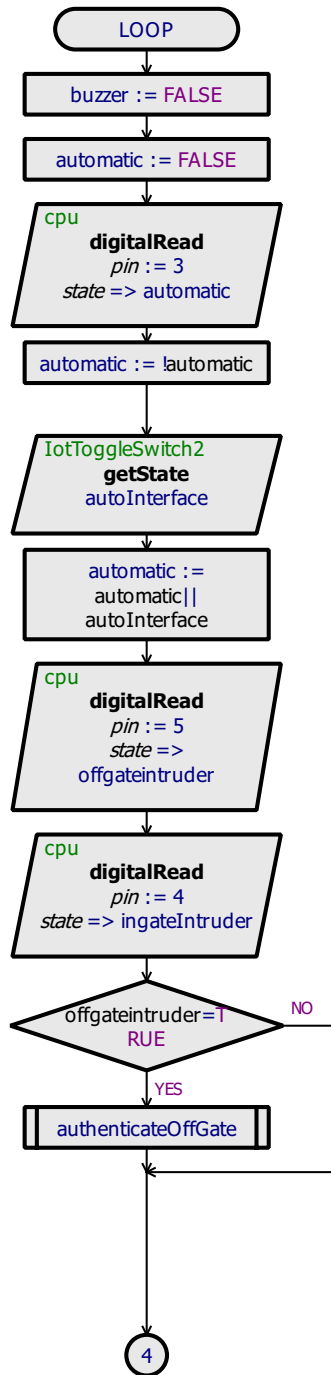 LOOP
buzzer := FALSE
automatic := FALSE
cpu
digitalRead
pin := 3
state => automatic
automatic := !automatic
IotToggleSwitch2
getState
autoInterface
automatic :=
automatic||
autoInterface
cpu
digitalRead
pin := 5
state =>
offgateintruder
cpu
digitalRead
pin := 4
state => ingateIntruder
offgateintruder=T
RUE
NO
YES
authenticateOffGate
4